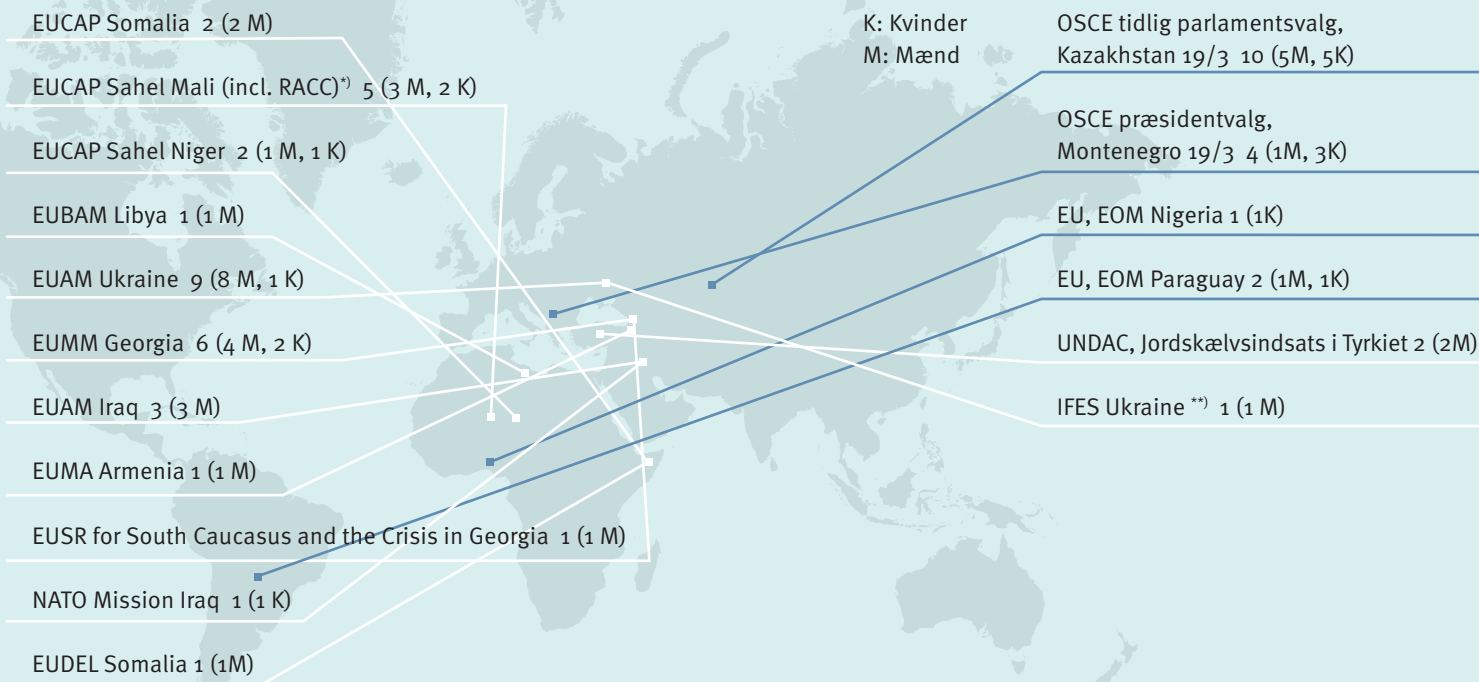 EUCAP Somalia 2 (2 M)
EUCAP Sahel Mali (incl. RACC)*) 5 (3 M, 2 K)
EUCAP Sahel Niger 2 (1 M, 1 K)
EUBAM Libya 1 (1 M)
EUAM Ukraine 9 (8 M, 1 K)
EUMM Georgia 6 (4 M, 2 K)
EUAM Iraq 3 (3 M)
EUMA Armenia 1 (1 M)
EUSR for South Caucasus and the Crisis in Georgia 1 (1 M)
NATO Mission Iraq 1 (1 K)
EUDEL Somalia 1 (1M)
K: Kvinder
M: Mænd
OSCE tidlig parlamentsvalg,
Kazakhstan 19/3 10 (5M, 5K)
OSCE præsidentvalg,
Montenegro 19/3 4 (1M, 3K)
EU, EOM Nigeria 1 (1K)
EU, EOM Paraguay 2 (1M, 1K)
UNDAC, Jordskælvsindsats i Tyrkiet 2 (2M)
IFES Ukraine **) 1 (1 M)